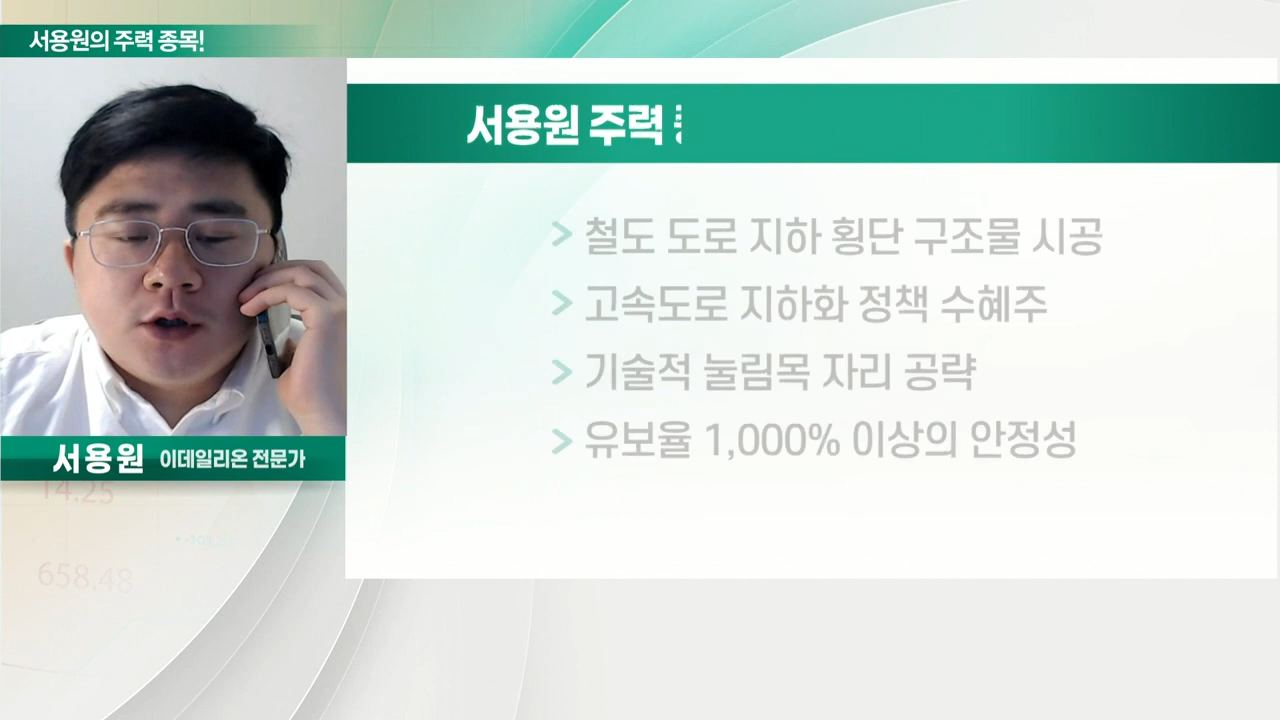 서용원의 주력 종목!
서용원 주력
> 철도 도로 지하 횡단 구조물 시공
> 고속도로 지하화 정책 수혜주
> 기술적 눌림목 자리 공략
> 유보율 1,000% 이상의 안정성
서용원 이데일리온 전문가
14.25
658.48